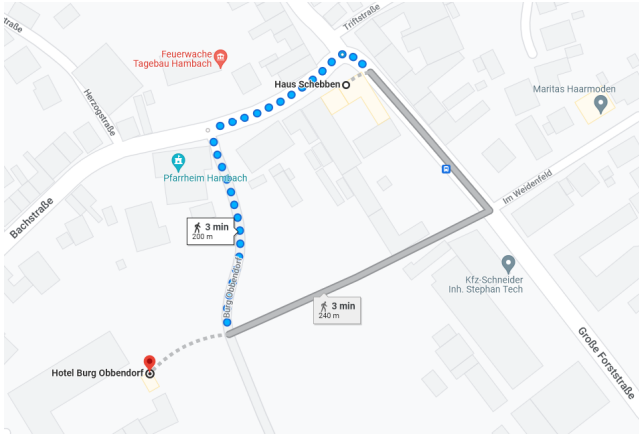 Triftstraße
Feuerwache
Tagebau Hambach
Haus Schebben
Maritas Haarmoden
Herzogstraße
Pfarrheim Hambach
Im Weidenfeld
Bachstraße
3 min
200 m
Burg Obbendorf
Kfz-Schneider
Inh. Stephan Tech
3 min
240 m
Hotel Burg Obbendorf
Große Forststraße